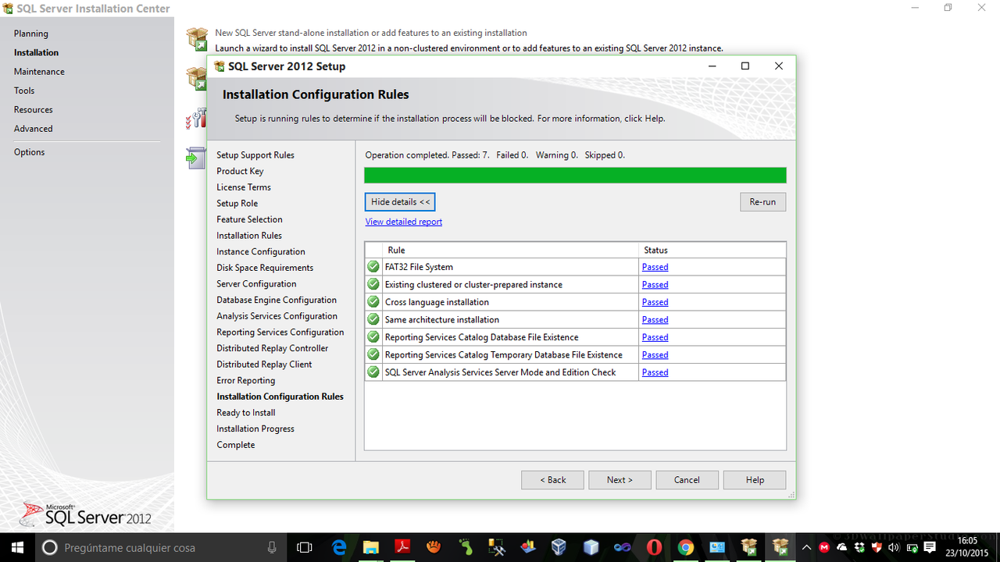 SQL Server Installation Center
Planning
Installation
Maintenance
Tools
Resources
Advanced
Options
New SQL Server stand-alone installation or add features to an existing installation
Launch a wizard to install SQL Server 2012 in a non-clustered environment or to add features to an existing SQL Server 2012 instance.
SQL Server 2012 Setup
Installation Configuration Rules
Setup is running rules to determine if the installation process will be blocked. For more information, click Help.
Setup Support Rules
Product Key
License Terms
Setup Role
Feature Selection
Installation Rules
Instance Configuration
Disk Space Requirements
Server Configuration
Database Engine Configuration
Analysis Services Configuration
Reporting Services Configuration
Distributed Replay Controller
Distributed Replay Client
Error Reporting
Installation Configuration Rules
Ready to Install
Installation Progress
Complete
Operation completed. Passed: 7. Failed 0. Warning 0. Skipped 0.
Hide details << Re-run
View detailed report
Rule Status
FAT32 File System Passed
Existing clustered or cluster-prepared instance Passed
Cross language installation Passed
Same architecture installation Passed
Reporting Services Catalog Database File Existence Passed
Reporting Services Catalog Temporary Database File Existence Passed
SQL Server Analysis Services Server Mode and Edition Check Passed
< Back Next > Cancel Help
Microsoft®
SQL Server 2012
Pregúntame cualquier cosa
16:05
23/10/2015